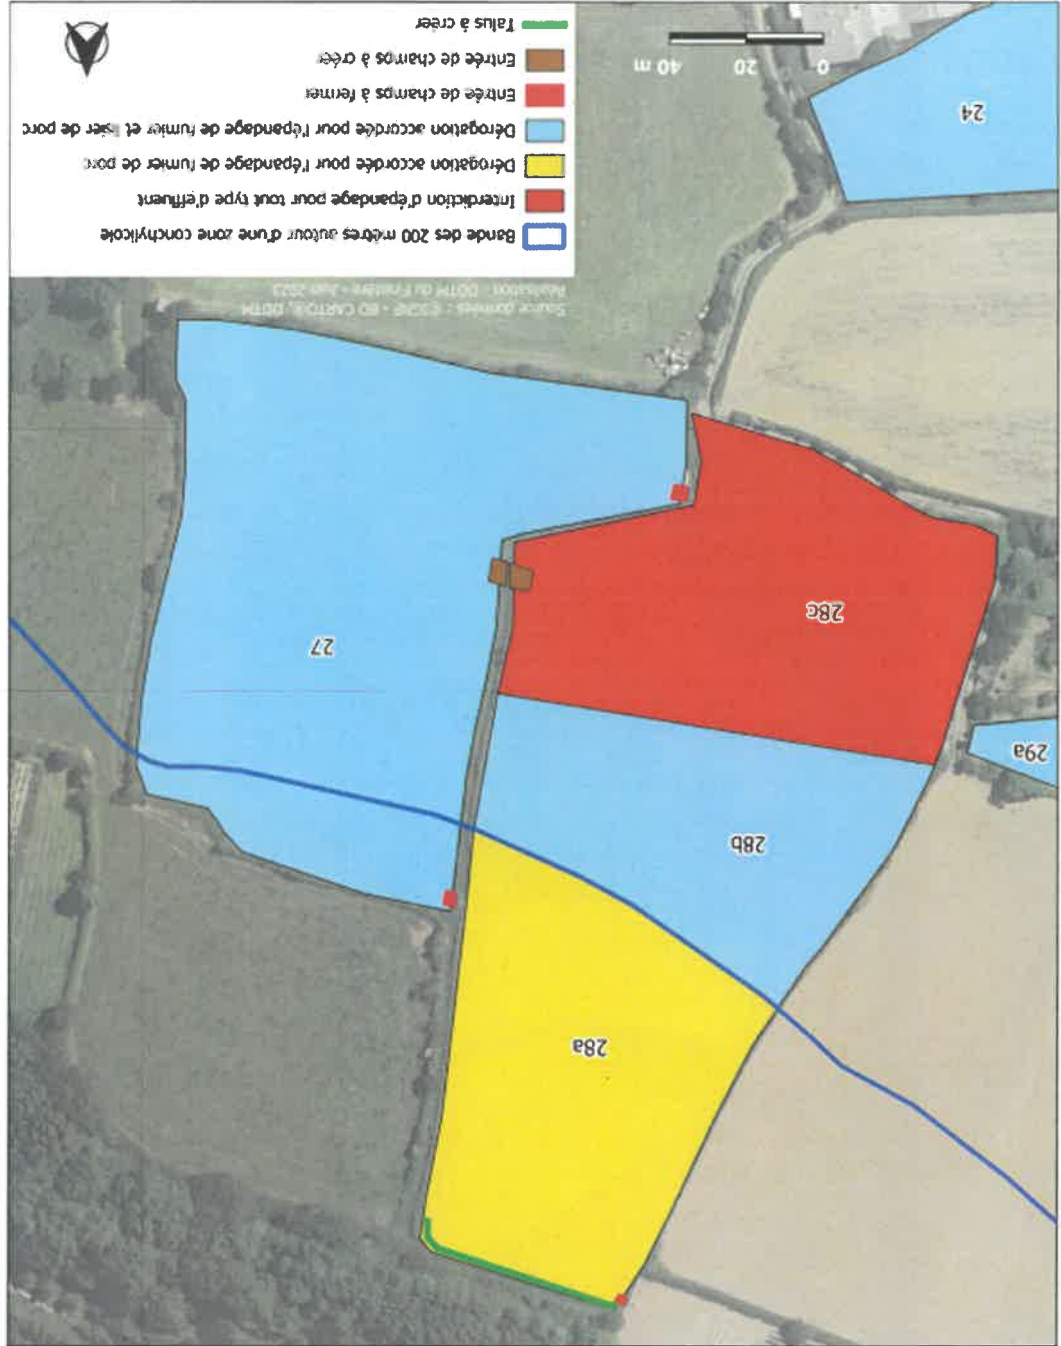 29a
28a
28b
27
28c
24
Source données : IGN® - BD CARTO®, DDTM
Réalisation : DDTM du Finistère - Juin 2023
Bande des 200 mètres autour d'une zone conchylicole
Interdiction d'épandage pour tout type d'effluent
Dérogation accordée pour l'épandage de fumier de porc
Dérogation accordée pour l'épandage de fumier et lisier de porc
Entrée de champs à fermer
Entrée de champs à créer
Talus à créer
0 20 40 m